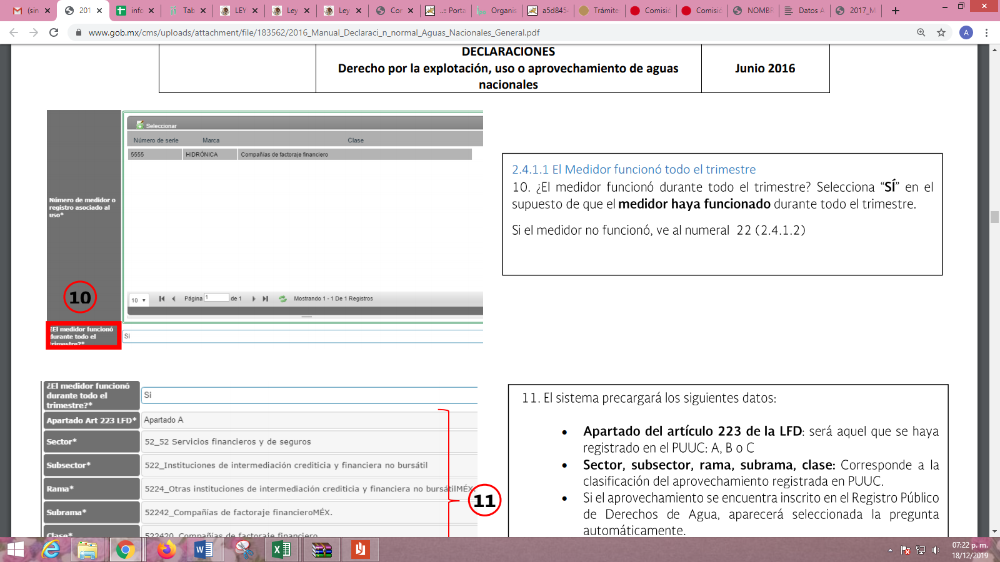 (sin
201
info
Tab
LEY
Ley
Ley
Cor
..:: Porta
Organis
a5d845
Trámite
Comisi
Comisi
NOMBR
Datos A
2017_M
www.gob.mx/cms/uploads/attachment/file/183562/2016_Manual_Declaraci_n_normal_Aguas_Nacionales_General.pdf
A
DECLARACIONES
Derecho por la explotación, uso o aprovechamiento de aguas
nacionales
Junio 2016
Seleccionar
Número de serie Marca Clase
5555 HIDRÓNICA Compañías de factoraje financiero
Número de medidor o
registro asociado al
uso*
10
10 Página 1 de 1 Mostrando 1 - 1 De 1 Registros
¿El medidor funcionó
durante todo el
trimestre?*
Si
2.4.1.1 El Medidor funcionó todo el trimestre
10. ¿El medidor funcionó durante todo el trimestre? Selecciona “SÍ” en el
supuesto de que el medidor haya funcionado durante todo el trimestre.
Si el medidor no funcionó, ve al numeral 22 (2.4.1.2)
¿El medidor funcionó
durante todo el
trimestre?*
Si
Apartado Art 223 LFD* Apartado A
Sector* 52_52 Servicios financieros y de seguros
Subsector* 522_Instituciones de intermediación crediticia y financiera no bursátil
Rama* 5224_Otras instituciones de intermediación crediticia y financiera no bursátilMÉX.
Subrama* 52242_Compañías de factoraje financieroMÉX.
Clase* 522420_Compañías de factoraje financiero
11
11. El sistema precargará los siguientes datos:
• Apartado del artículo 223 de la LFD: será aquel que se haya
registrado en el PUUC: A, B o C
• Sector, subsector, rama, subrama, clase: Corresponde a la
clasificación del aprovechamiento registrada en PUUC.
• Si el aprovechamiento se encuentra inscrito en el Registro Público
de Derechos de Agua, aparecerá seleccionada la pregunta
automáticamente.
07:22 p. m.
18/12/2019